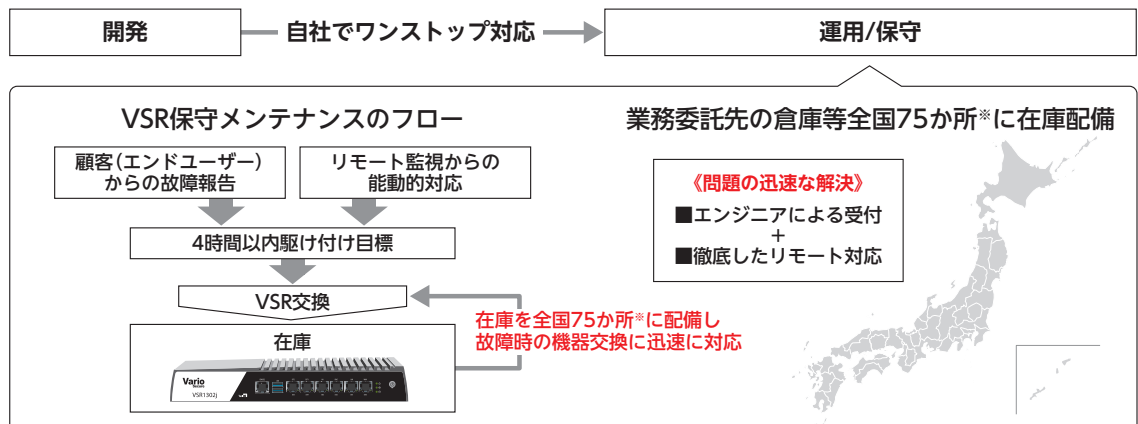 開発
自社でワンストップ対応
運用/保守
VSR保守メンテナンスのフロー
顧客(エンドユーザー)
からの故障報告
リモート監視からの
能動的対応
4時間以内駆け付け目標
VSR交換
在庫
Vario
Secure
VSR1302j
在庫を全国75か所※に配備し
故障時の機器交換に迅速に対応
業務委託先の倉庫等全国75か所※に在庫配備
《問題の迅速な解決》
■エンジニアによる受付
+
■徹底したリモート対応